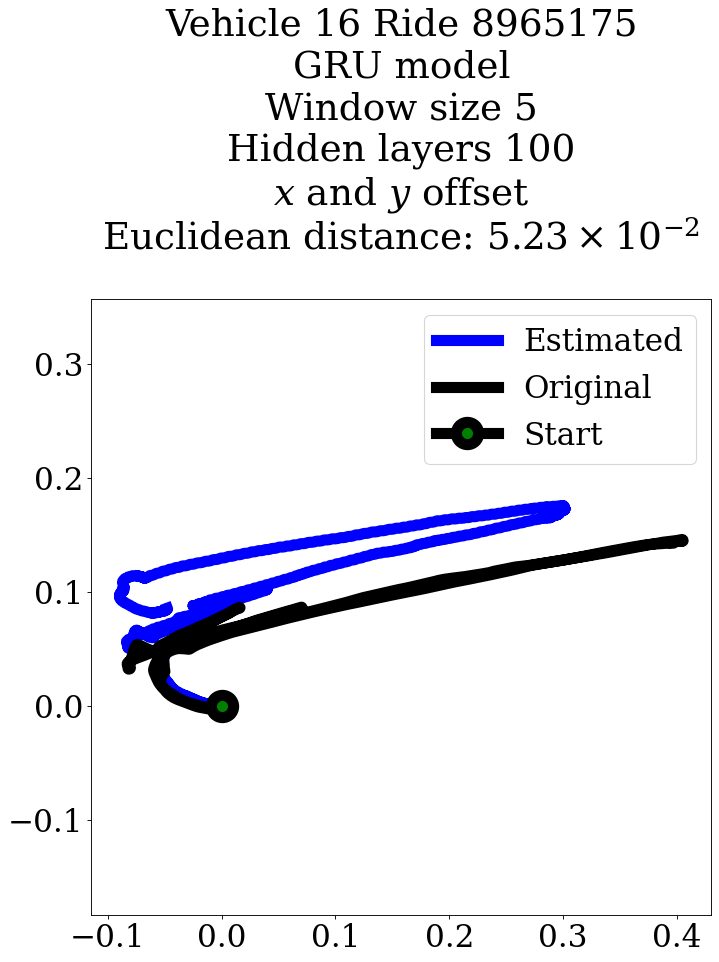 Vehicle 16 Ride 8965175
GRU model
Window size 5
Hidden layers 100
x and y offset
Euclidean distance: 5.23 × 10⁻²
Estimated
Original
Start
0.3
0.2
0.1
0.0
−0.1
−0.1 0.0 0.1 0.2 0.3 0.4